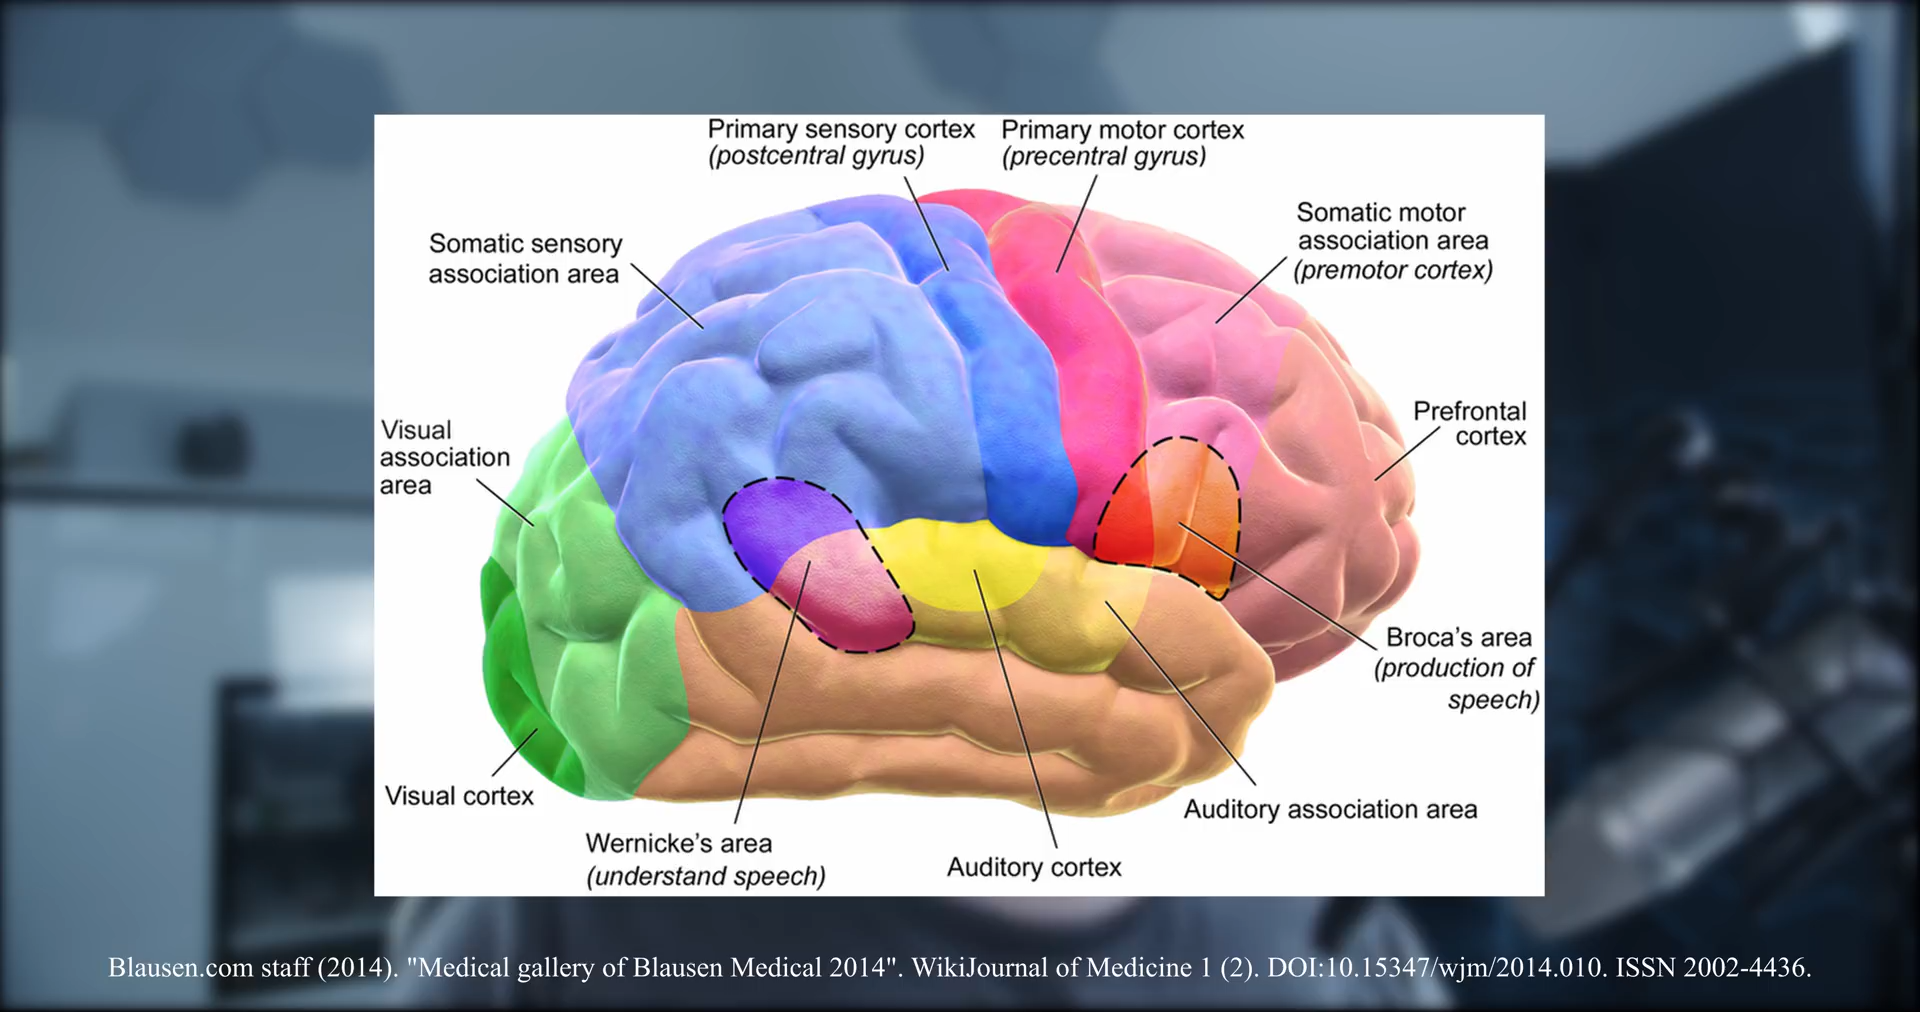 Primary sensory cortex
(postcentral gyrus)
Primary motor cortex
(precentral gyrus)
Somatic sensory
association area
Somatic motor
association area
(premotor cortex)
Visual
association
area
Prefrontal
cortex
Broca's area
(production of
speech)
Visual cortex
Wernicke's area
(understand speech)
Auditory cortex
Auditory association area
Blausen.com staff (2014). "Medical gallery of Blausen Medical 2014". WikiJournal of Medicine 1 (2). DOI:10.15347/wjm/2014.010. ISSN 2002-4436.